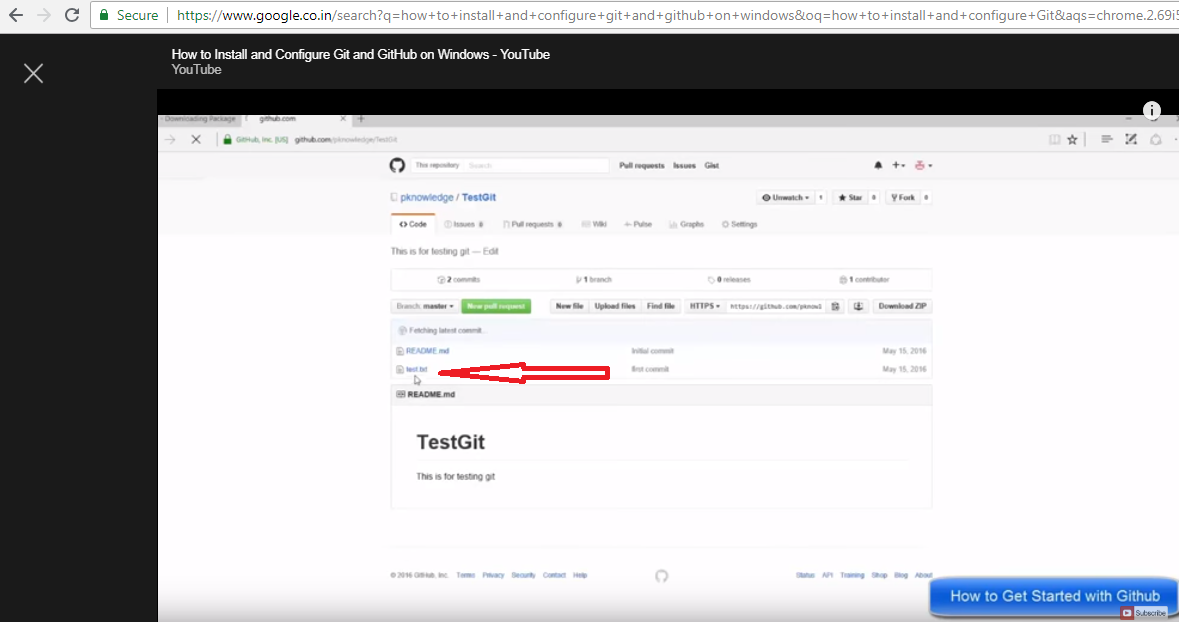 Secure https://www.google.co.in/search?q=how+to+install+and+configure+git+and+github+on+windows&oq=how+to+install+and+configure+Git&aqs=chrome.2.69i5
How to Install and Configure Git and GitHub on Windows - YouTube
YouTube
Downloading Package github.com
GitHub, Inc. [US] github.com/pknowledge/TestGit
This repository Search Pull requests Issues Gist
pknowledge / TestGit Unwatch 1 Star 0 Fork 0
Code Issues 0 Pull requests 0 Wiki Pulse Graphs Settings
This is for testing git — Edit
2 commits 1 branch 0 releases 1 contributor
Branch: master New pull request New file Upload files Find file HTTPS https://github.com/pknowl Download ZIP
Fetching latest commit...
README.md Initial commit May 15, 2016
test.txt first commit May 15, 2016
README.md
TestGit
This is for testing git
© 2016 GitHub, Inc. Terms Privacy Security Contact Help Status API Training Shop Blog About
How to Get Started with Github
Subscribe